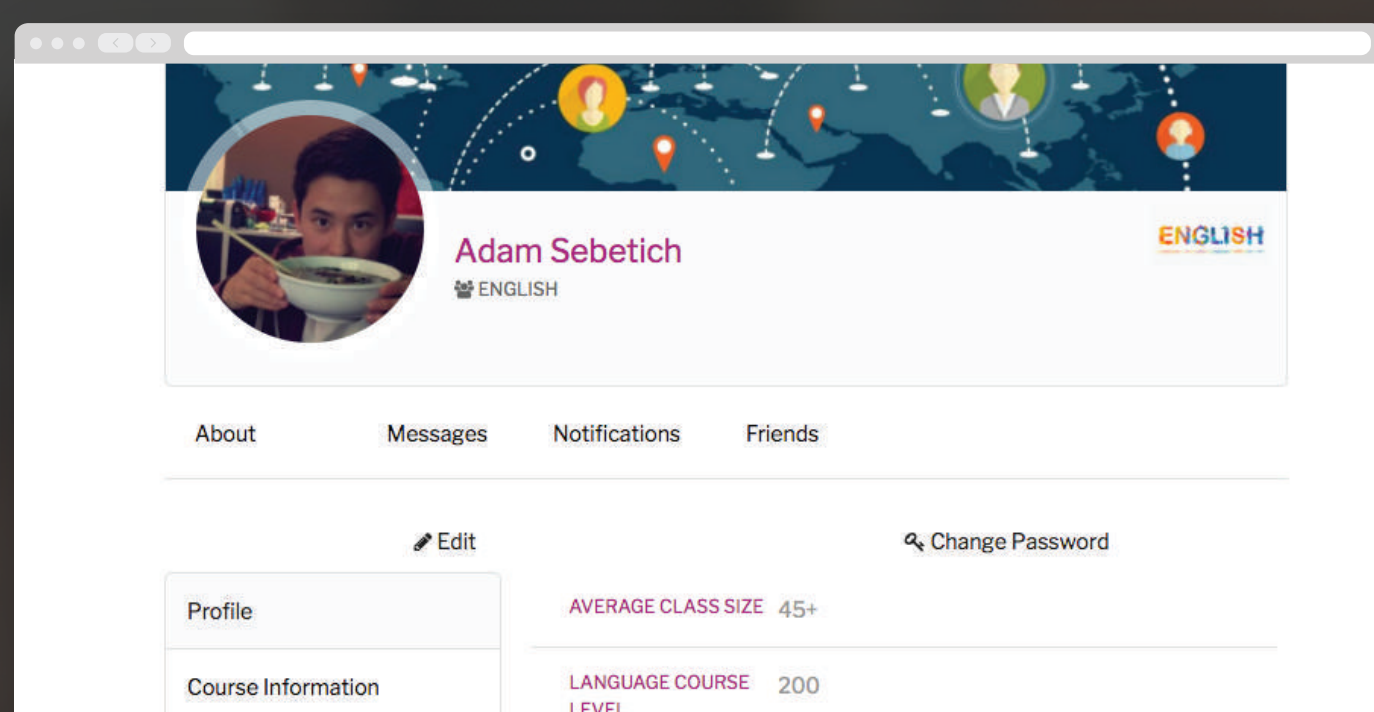 Adam Sebetich
ENGLISH
ENGLISH
About Messages Notifications Friends
Edit Change Password
Profile
AVERAGE CLASS SIZE 45+
Course Information
LANGUAGE COURSE 200
LEVEL